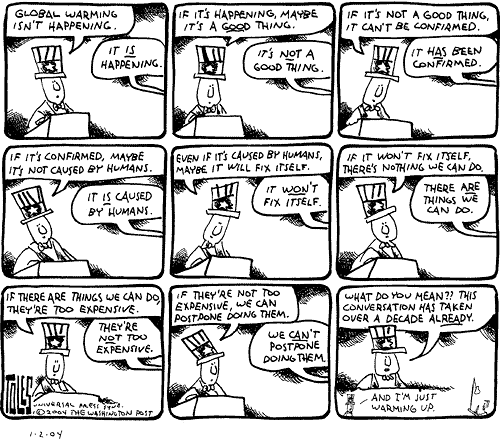 GLOBAL WARMING
ISN'T HAPPENING.
IT IS
HAPPENING.
IF IT'S HAPPENING, MAYBE
IT'S A GOOD THING.
IT'S NOT A
GOOD THING.
IF IT'S NOT A GOOD THING,
IT CAN'T BE CONFIRMED.
IT HAS BEEN
CONFIRMED.
IF IT'S CONFIRMED, MAYBE
IT'S NOT CAUSED BY HUMANS.
IT IS CAUSED
BY HUMANS.
EVEN IF IT'S CAUSED BY HUMANS,
MAYBE IT WILL FIX ITSELF.
IT WON'T
FIX ITSELF.
IF IT WON'T FIX ITSELF,
THERE'S NOTHING WE CAN DO.
THERE ARE
THINGS WE
CAN DO.
IF THERE ARE THINGS WE CAN DO,
THEY'RE TOO EXPENSIVE.
THEY'RE
NOT TOO
EXPENSIVE.
IF THEY'RE NOT TOO
EXPENSIVE, WE CAN
POSTPONE DOING THEM.
WE CAN'T
POSTPONE
DOING THEM.
WHAT DO YOU MEAN?? THIS
CONVERSATION HAS TAKEN
OVER A DECADE ALREADY.
AND I'M JUST
WARMING UP.
TOLES
UNIVERSAL PRESS SYND.
©2004 THE WASHINGTON POST
1-2-04